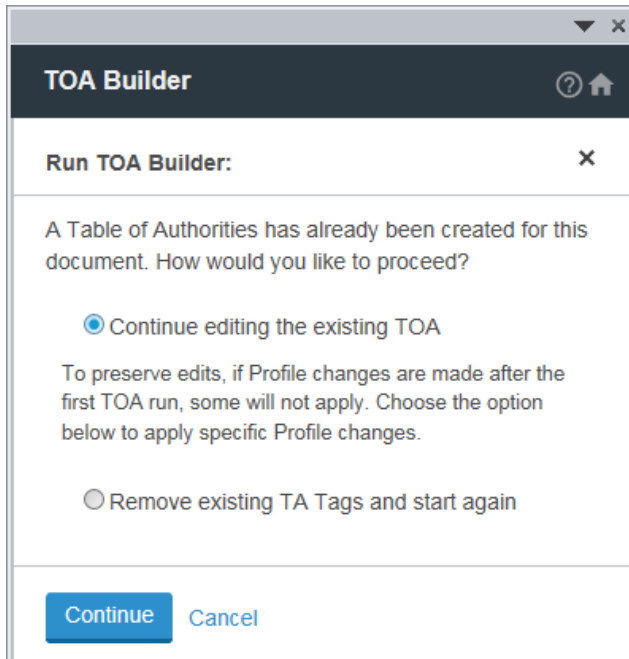 TOA Builder
Run TOA Builder:
A Table of Authorities has already been created for this
document. How would you like to proceed?
Continue editing the existing TOA
To preserve edits, if Profile changes are made after the
first TOA run, some will not apply. Choose the option
below to apply specific Profile changes.
Remove existing TA Tags and start again
Continue Cancel